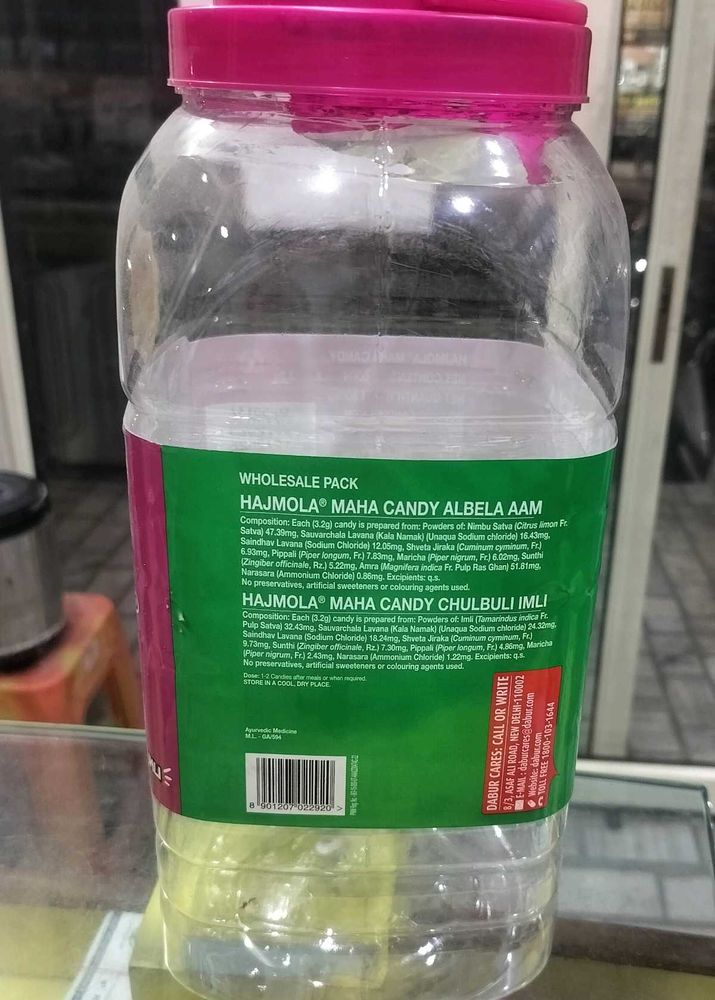 WHOLESALE PACK
HAJMOLA® MAHA CANDY ALBELA AAM
Composition: Each (3.2g) candy is prepared from: Powders of: Nimbu Satva (Citrus limon Fr.
Satva) 47.39mg, Sauvarchala Lavana (Kala Namak) (Unaqua Sodium chloride) 16.43mg,
Saindhav Lavana (Sodium Chloride) 12.05mg, Shveta Jiraka (Cuminum cyminum, Fr.)
6.93mg, Pippali (Piper longum, Fr.) 7.83mg, Maricha (Piper nigrum, Fr.) 6.02mg, Sunthi
(Zingiber officinale, Rz.) 5.22mg, Amra (Magnifera indica Fr. Pulp Ras Ghan) 51.81mg,
Narasara (Ammonium Chloride) 0.86mg. Excipients: q.s.
No preservatives, artificial sweeteners or colouring agents used.
HAJMOLA® MAHA CANDY CHULBULI IMLI
Composition: Each (3.2g) candy is prepared from: Powders of: Imli (Tamarindus indica Fr.
Pulp Satva) 32.43mg, Sauvarchala Lavana (Kala Namak) (Unaqua Sodium chloride) 24.32mg,
Saindhav Lavana (Sodium Chloride) 18.24mg, Shveta Jiraka (Cuminum cyminum, Fr.)
9.73mg, Sunthi (Zingiber officinale, Rz.) 7.30mg, Pippali (Piper longum, Fr.) 4.86mg, Maricha
(Piper nigrum, Fr.) 2.43mg, Narasara (Ammonium Chloride) 1.22mg. Excipients: q.s.
No preservatives, artificial sweeteners or colouring agents used.
Dose: 1-2 Candies after meals or when required.
STORE IN A COOL, DRY PLACE.
Ayurvedic Medicine
M.L. - GA/594
8 901207 022920 >
DABUR CARES: CALL OR WRITE
8/3, ASAF ALI ROAD, NEW DELHI-110002
E-MAIL: daburcares@dabur.com
Website: dabur.com
TOLL FREE 1800-103-1644